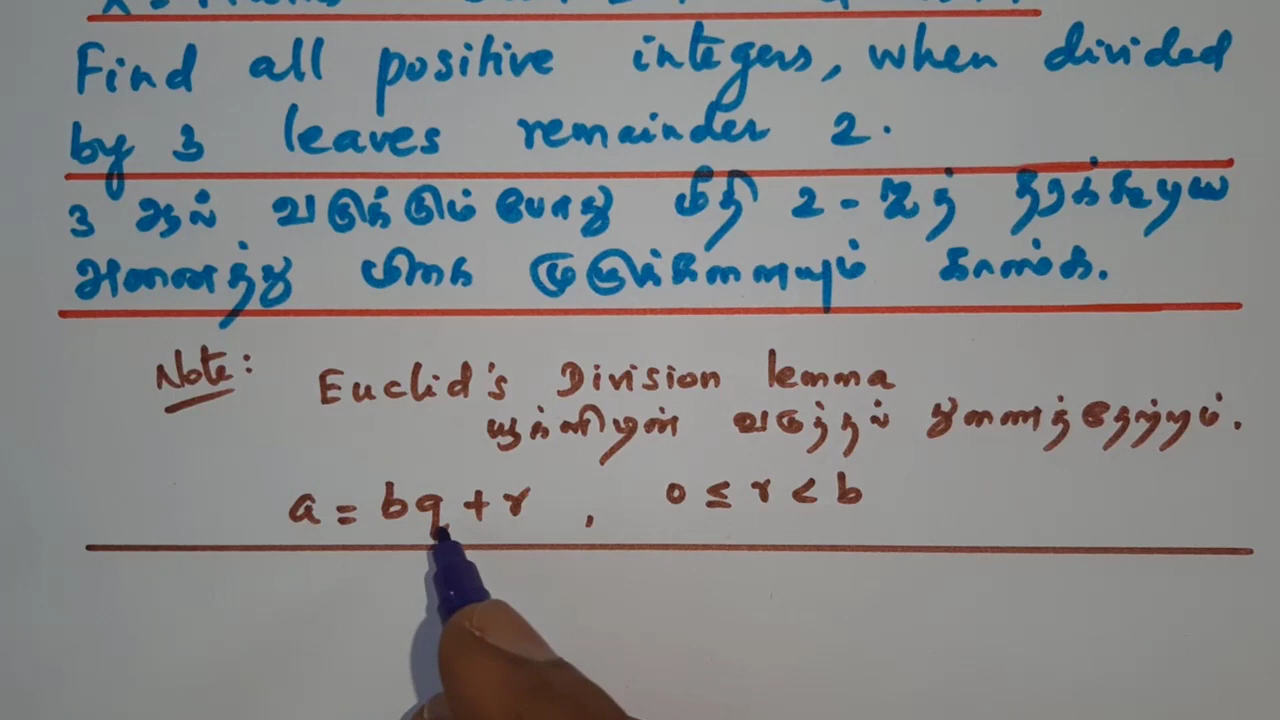 Find all positive integers, when divided
by 3 leaves remainder 2.
3 ஆல் வகுக்கும் போது மீதி 2-ஐத் தரக்கூடிய
அனைத்து மிகை முழுக்களையும் காண்க.
Note: Euclid's Division lemma
யூக்ளிடின் வகுத்தல் துணைத்தேற்றம்.
a = bq + r , 0 ≤ r < b